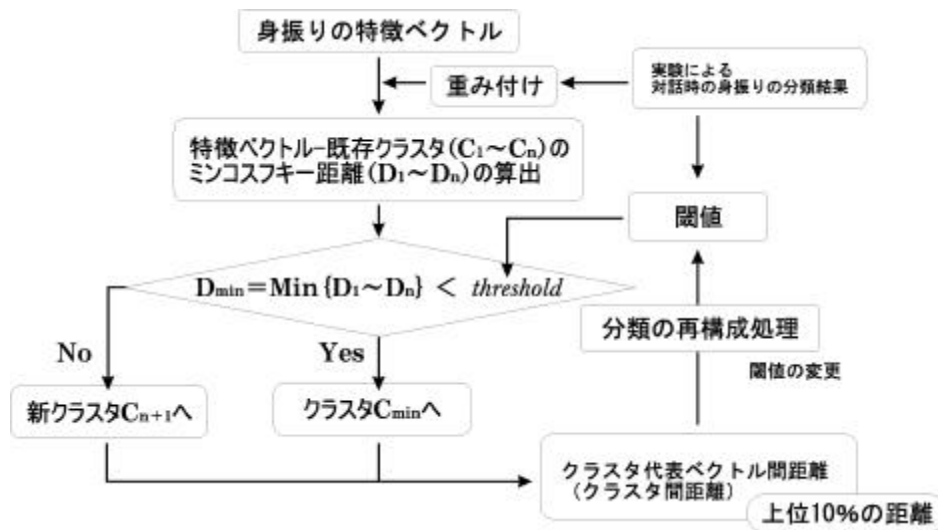 身振りの特徴ベクトル
重み付け
実験による
対話時の身振りの分類結果
特徴ベクトル-既存クラスタ(C1~Cn)の
ミンコスフキー距離(D1~Dn)の算出
閾値
Dmin=Min{D1~Dn} < threshold
分類の再構成処理
No
Yes
閾値の変更
新クラスタCn+1へ
クラスタCminへ
クラスタ代表ベクトル間距離
(クラスタ間距離)
上位10%の距離